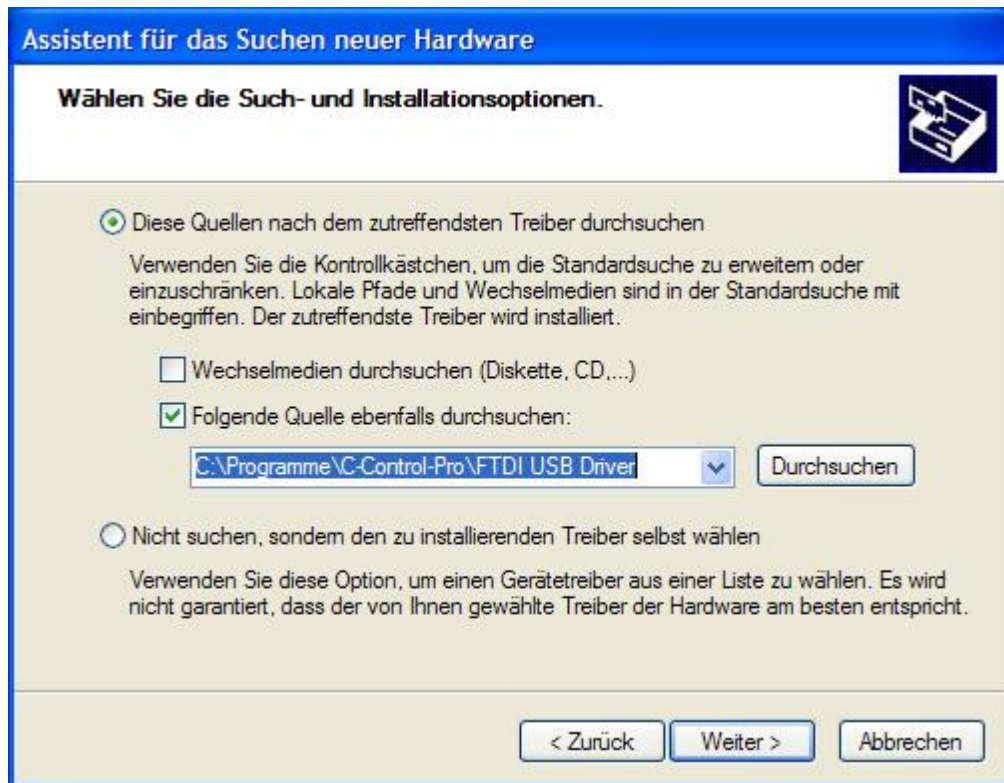 Assistent für das Suchen neuer Hardware
Wählen Sie die Such- und Installationsoptionen.
Diese Quellen nach dem zutreffendsten Treiber durchsuchen
Verwenden Sie die Kontrollkästchen, um die Standardsuche zu erweitern oder
einzuschränken. Lokale Pfade und Wechselmedien sind in der Standardsuche mit
einbegriffen. Der zutreffendste Treiber wird installiert.
Wechselmedien durchsuchen (Diskette, CD,...)
Folgende Quelle ebenfalls durchsuchen:
C:\Programme\C-Control-Pro\FTDI USB Driver
Durchsuchen
Nicht suchen, sondern den zu installierenden Treiber selbst wählen
Verwenden Sie diese Option, um einen Gerätetreiber aus einer Liste zu wählen. Es wird
nicht garantiert, dass der von Ihnen gewählte Treiber der Hardware am besten entspricht.
< Zurück
Weiter >
Abbrechen